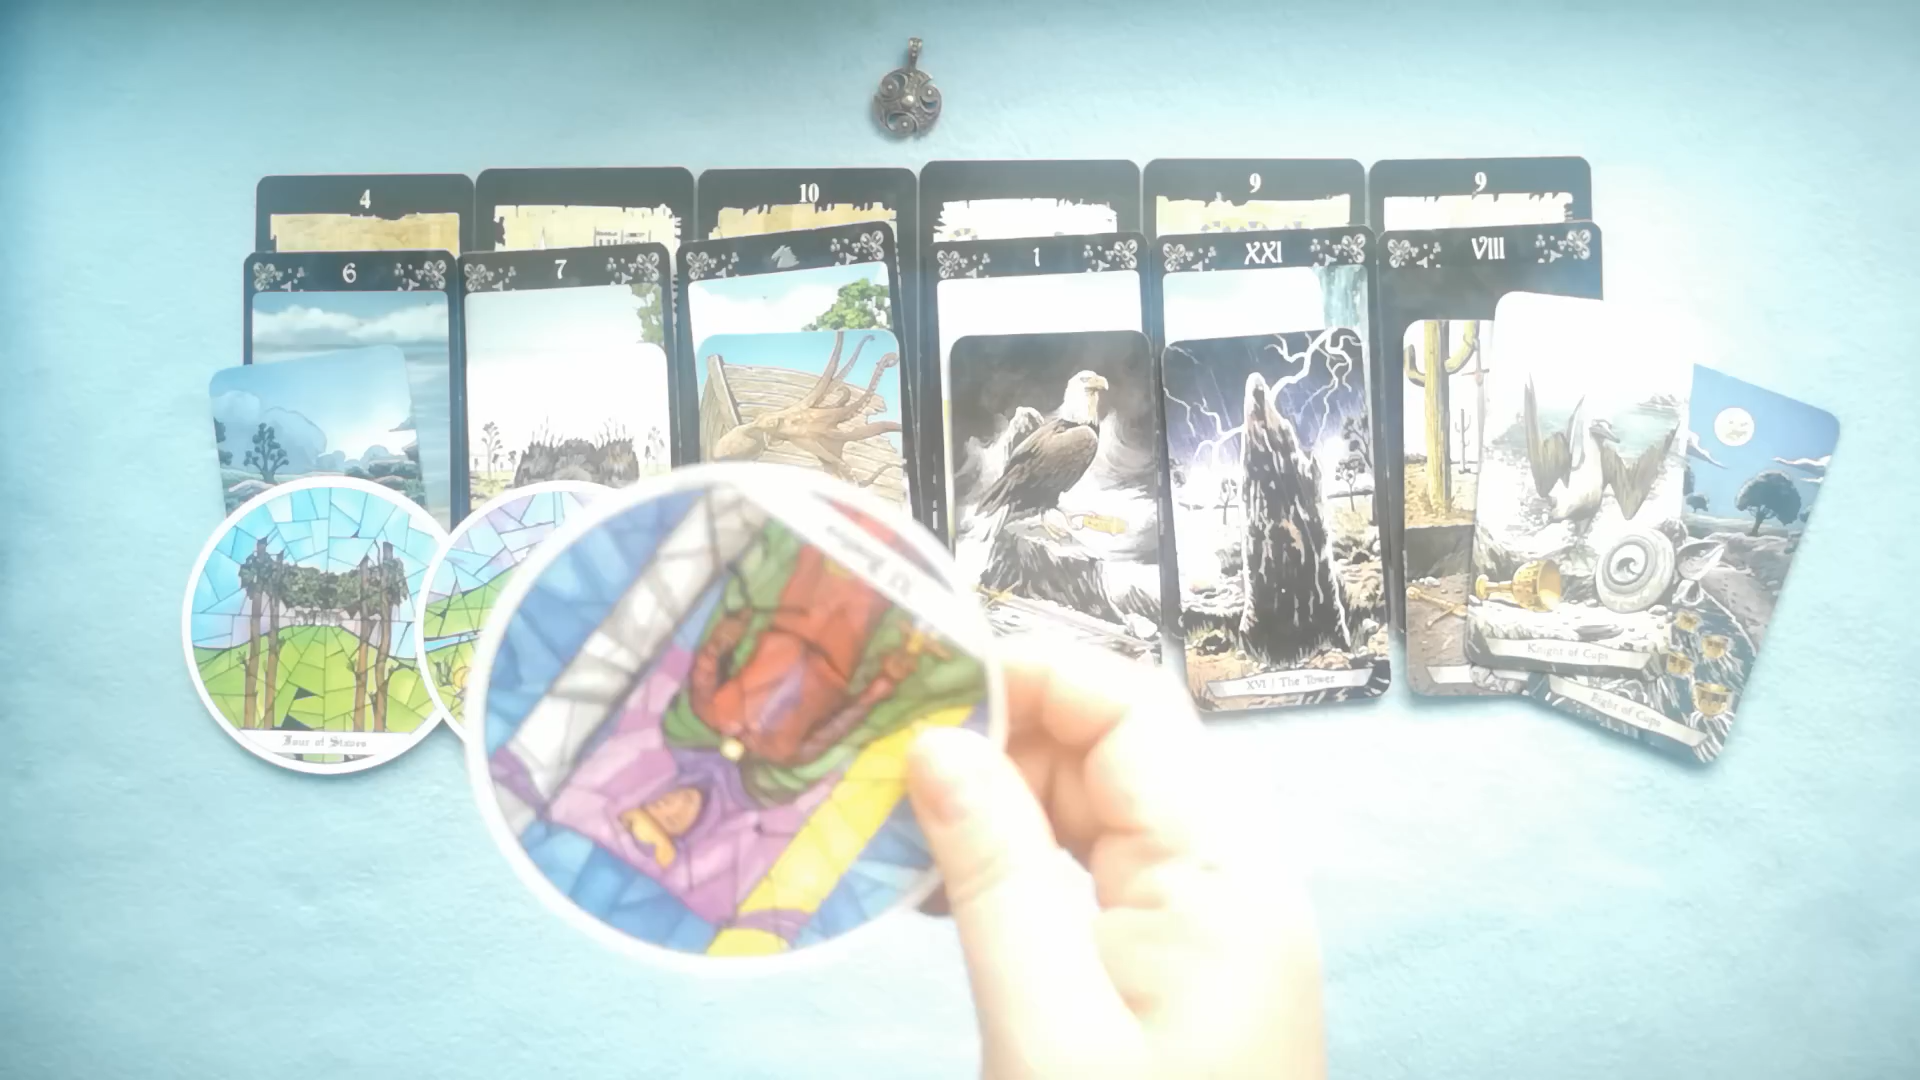 4
10
9
9
6
7
1
XXI
VIII
Knight of Cups
XVI | The Tower
Eight of Cups
Four of Staves